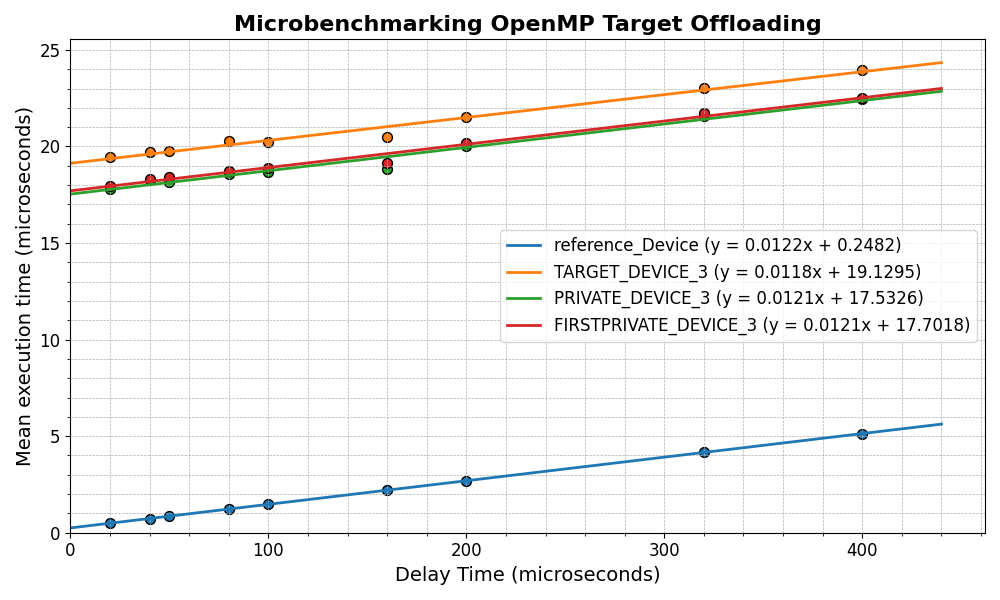 Microbenchmarking OpenMP Target Offloading
Mean execution time (microseconds)
25
20
15
10
5
0
reference_Device (y = 0.0122x + 0.2482)
TARGET_DEVICE_3 (y = 0.0118x + 19.1295)
PRIVATE_DEVICE_3 (y = 0.0121x + 17.5326)
FIRSTPRIVATE_DEVICE_3 (y = 0.0121x + 17.7018)
0 100 200 300 400
Delay Time (microseconds)